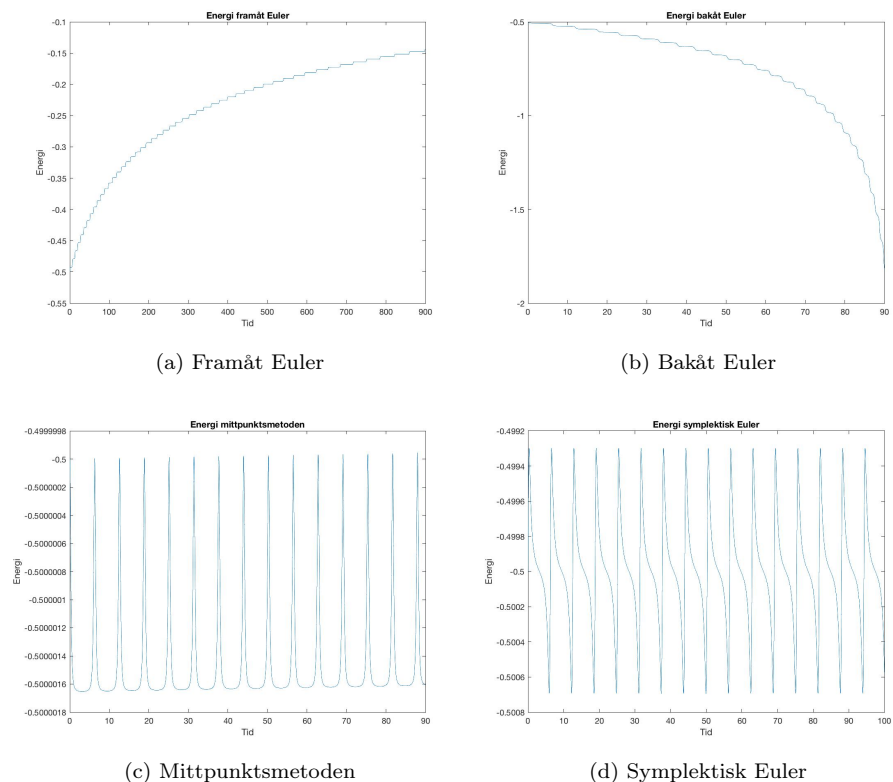 Energi framåt Euler
-0.1
-0.15
-0.2
-0.25
-0.3
-0.35
-0.4
-0.45
-0.5
-0.55
Energi
0 100 200 300 400 500 600 700 800 900
Tid
(a) Framåt Euler
Energi bakåt Euler
-0.5
-1
-1.5
-2
Energi
0 10 20 30 40 50 60 70 80 90
Tid
(b) Bakåt Euler
Energi mittpunktsmetoden
-0.4999998
-0.5
-0.5000002
-0.5000004
-0.5000006
-0.5000008
-0.500001
-0.5000012
-0.5000014
-0.5000016
-0.5000018
Energi
0 10 20 30 40 50 60 70 80 90
Tid
(c) Mittpunktsmetoden
Energi symplektisk Euler
-0.4992
-0.4994
-0.4996
-0.4998
-0.5
-0.5002
-0.5004
-0.5006
-0.5008
Energi
0 10 20 30 40 50 60 70 80 90 100
Tid
(d) Symplektisk Euler